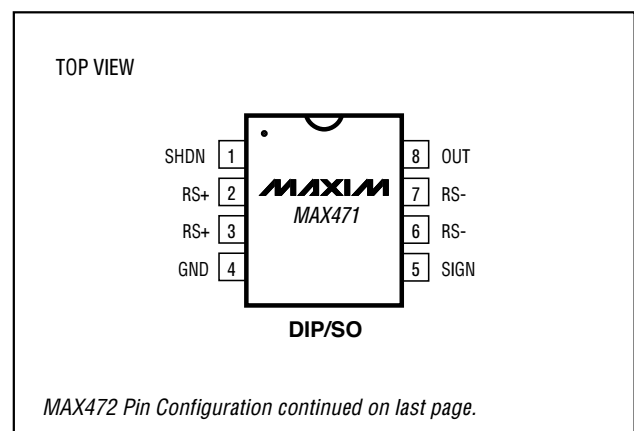 TOP VIEW
SHDN 1 8 OUT
RS+ 2 MAXIM 7 RS-
MAX471
RS+ 3 6 RS-
GND 4 5 SIGN
DIP/SO
MAX472 Pin Configuration continued on last page.